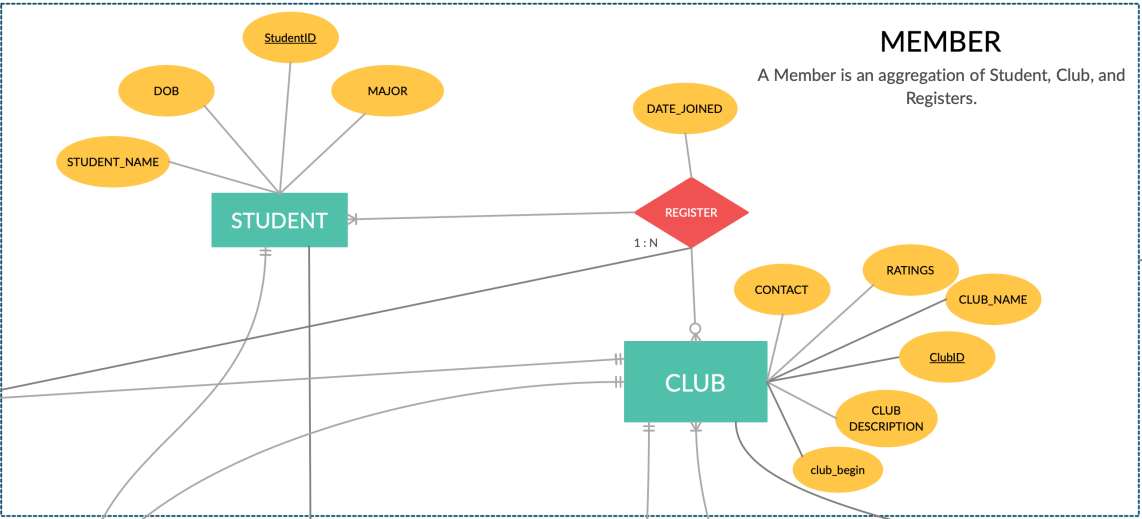 StudentID
MEMBER
A Member is an aggregation of Student, Club, and
Registers.
DOB
MAJOR
DATE_JOINED
STUDENT_NAME
STUDENT
REGISTER
1 : N
RATINGS
CONTACT
CLUB_NAME
ClubID
CLUB
CLUB
DESCRIPTION
club_begin